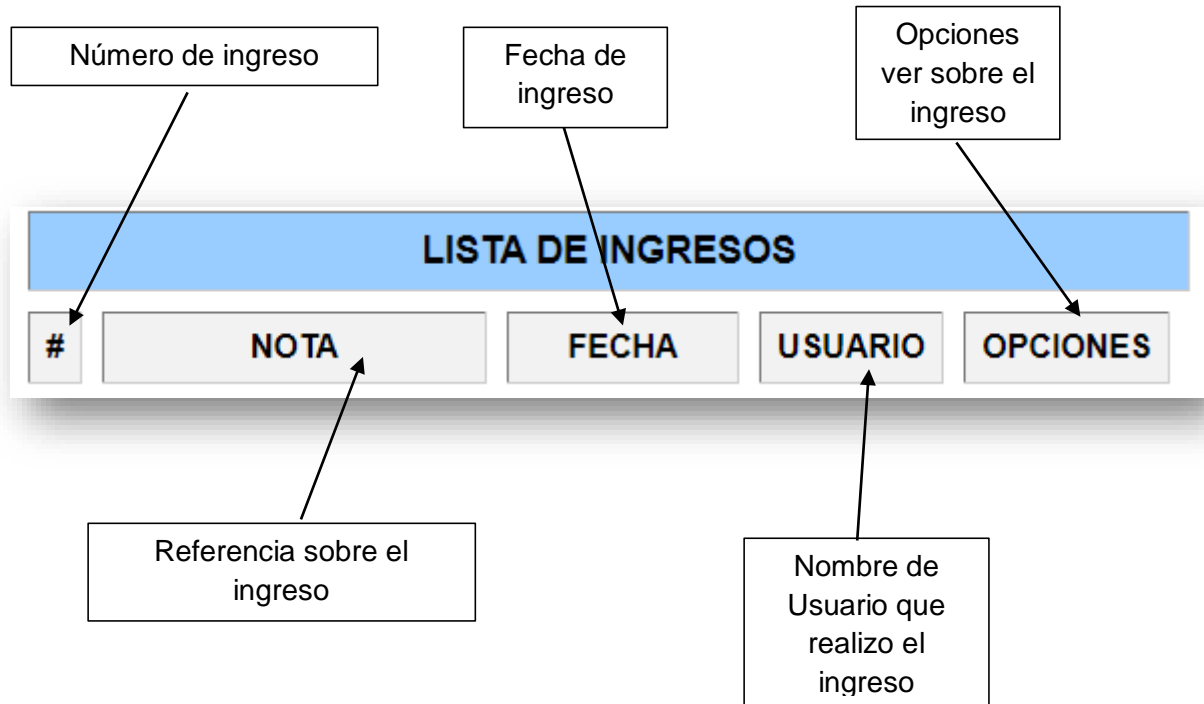 Número de ingreso
Fecha de
ingreso
Opciones
ver sobre el
ingreso
LISTA DE INGRESOS
#
NOTA
FECHA
USUARIO
OPCIONES
Referencia sobre el
ingreso
Nombre de
Usuario que
realizo el
ingreso